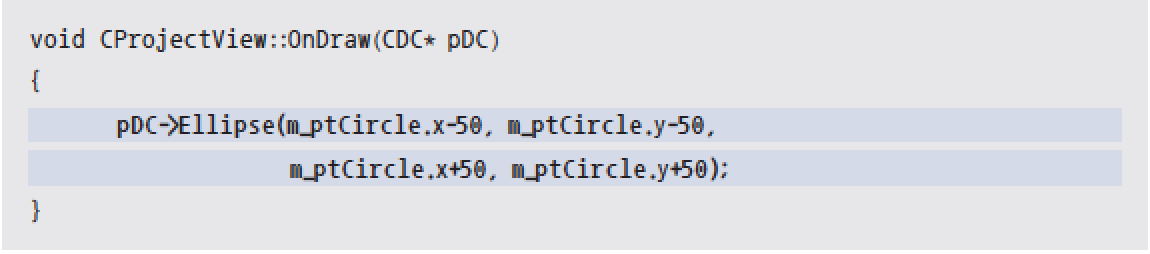 void CProjectView::OnDraw(CDC* pDC)
{
pDC->Ellipse(m_ptCircle.x-50, m_ptCircle.y-50,
m_ptCircle.x+50, m_ptCircle.y+50);
}